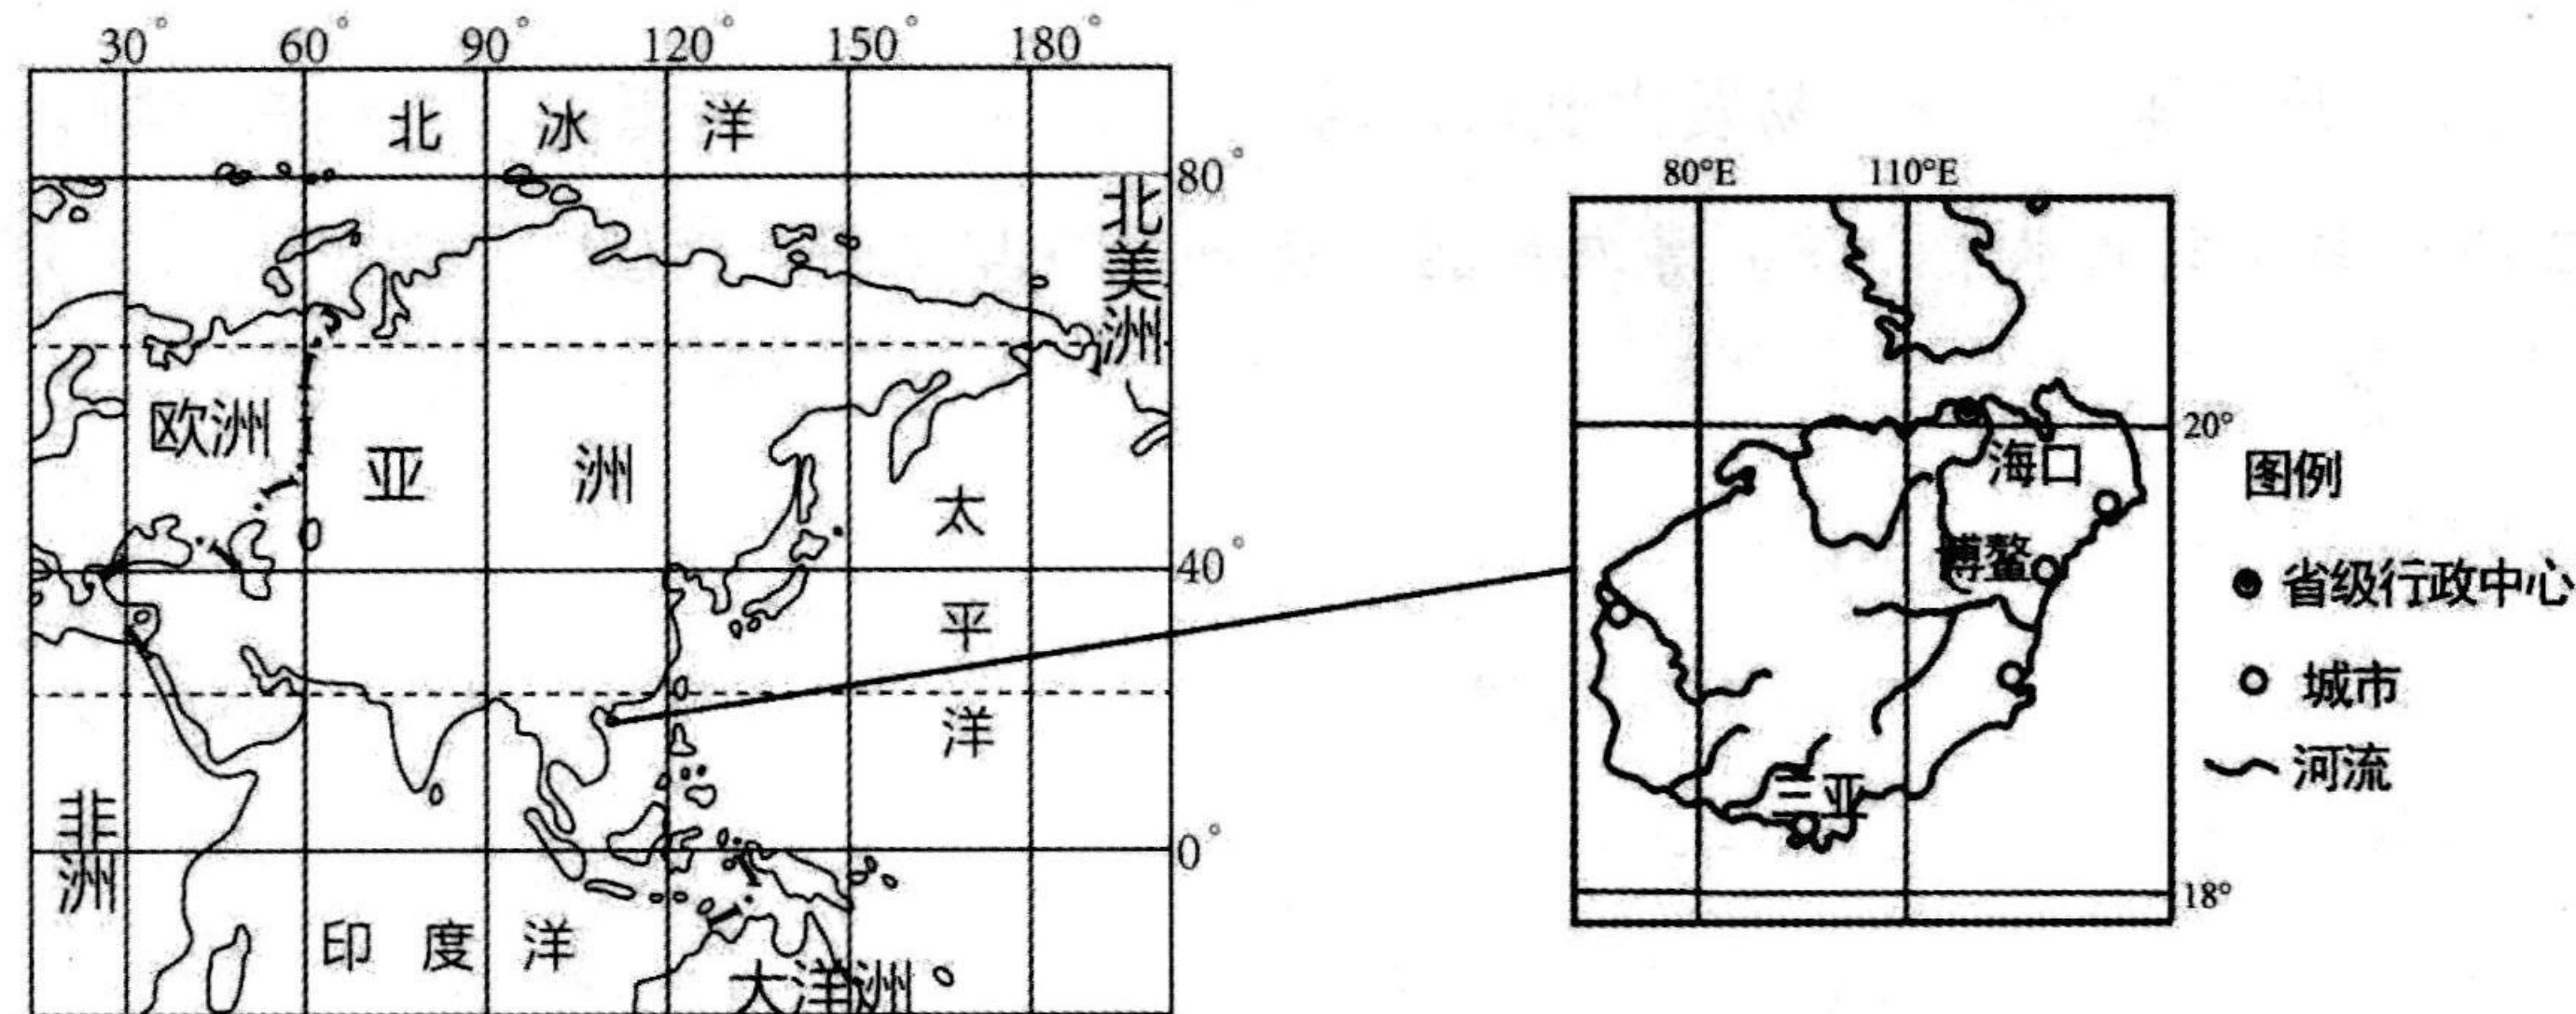 30° 60° 90° 120° 150° 180°
北冰洋
80°
北美洲
欧洲
亚洲
太平洋
40°
非洲
0°
印度洋
大洋洲
80°E 110°E
20°
海口
博鳌
三亚
18°
图例
省级行政中心
城市
河流